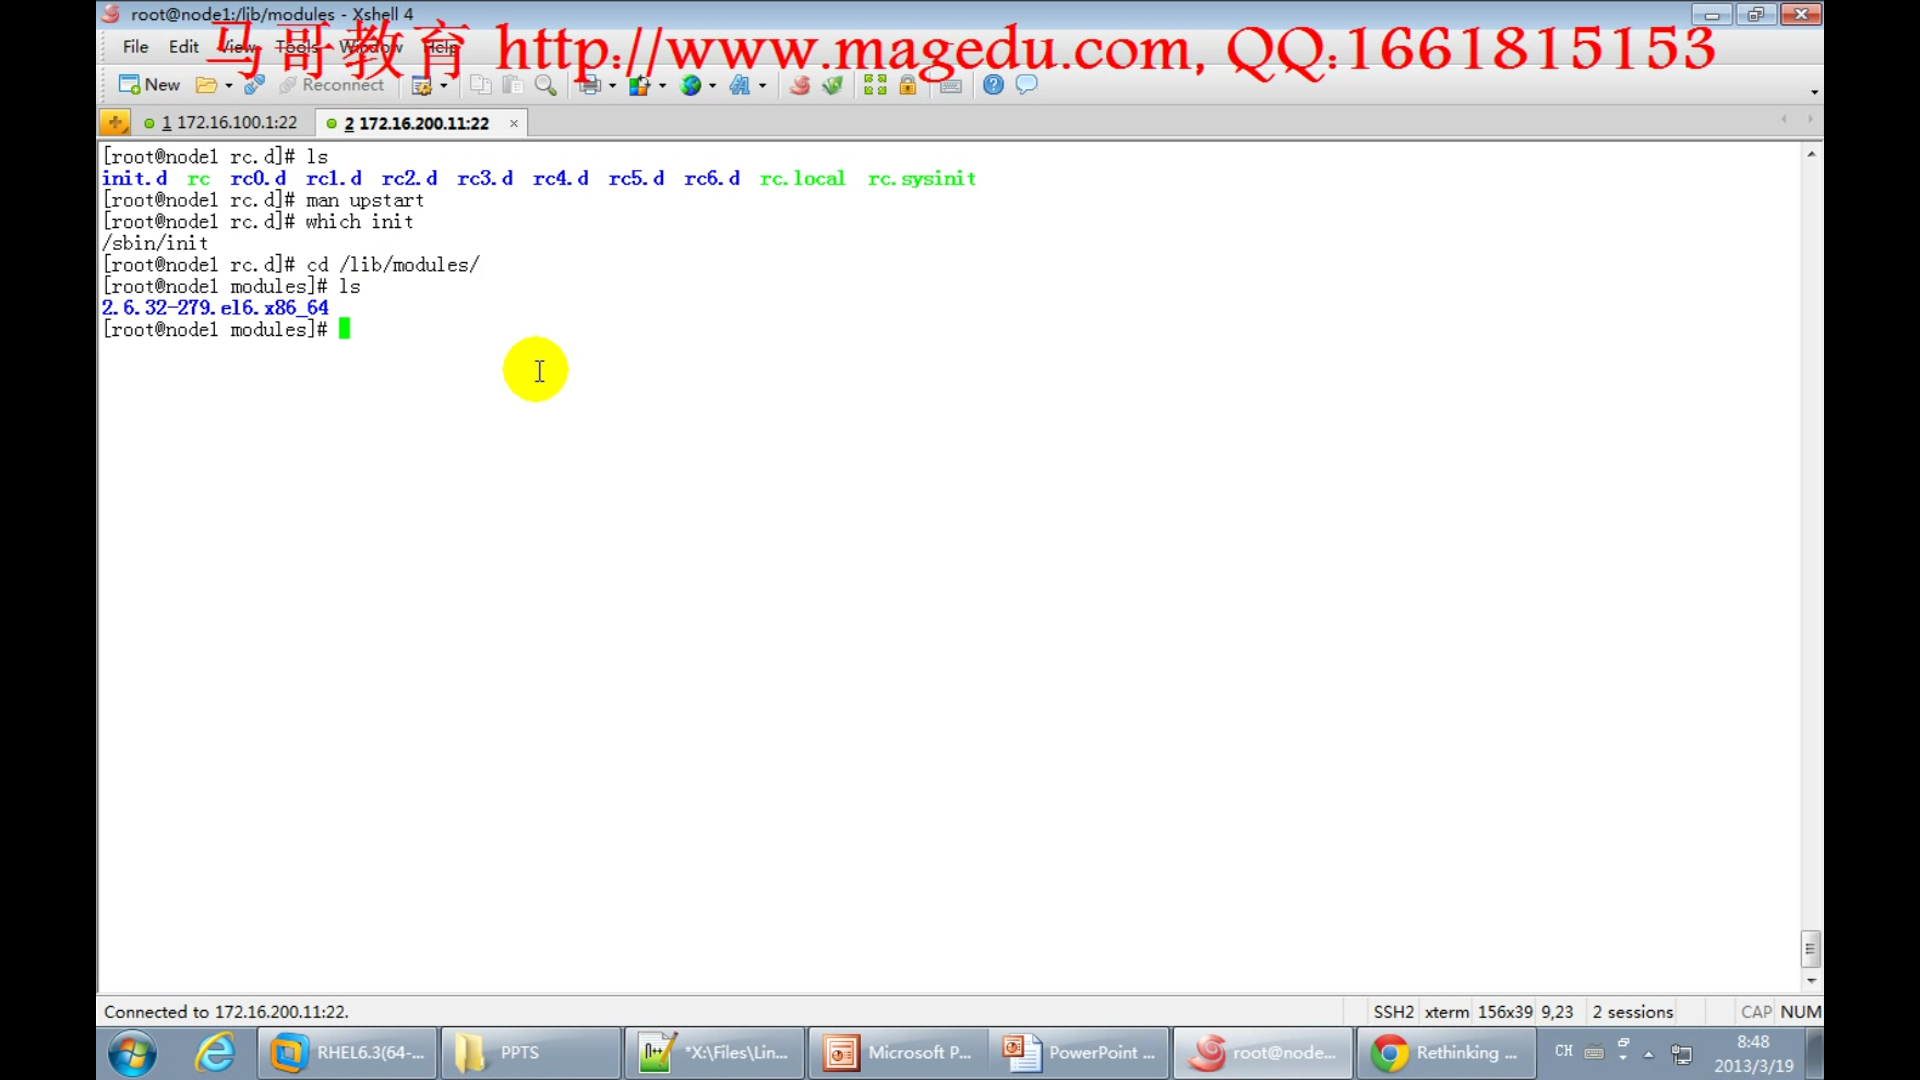 root@node1:/lib/modules - Xshell 4
马哥教育 http://www.magedu.com, QQ:1661815153
File Edit View Tools Window Help
New Reconnect
1 172.16.100.1:22 2 172.16.200.11:22
[root@node1 rc.d]# ls
init.d rc rc0.d rc1.d rc2.d rc3.d rc4.d rc5.d rc6.d rc.local rc.sysinit
[root@node1 rc.d]# man upstart
[root@node1 rc.d]# which init
/sbin/init
[root@node1 rc.d]# cd /lib/modules/
[root@node1 modules]# ls
2.6.32-279.el6.x86_64
[root@node1 modules]#
Connected to 172.16.200.11:22. SSH2 xterm 156x39 9,23 2 sessions CAP NUM
RHEL6.3(64-... PPTS *X:\Files\Lin... Microsoft P... PowerPoint ... root@node... Rethinking ... CH 8:48
2013/3/19